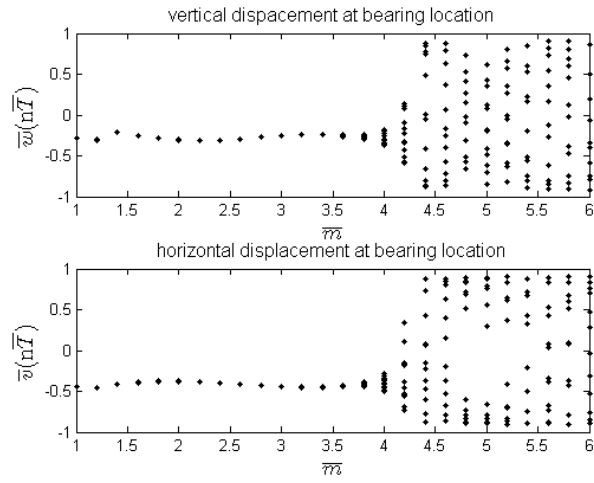 vertical dispacement at bearing location
1
0.5
0
-0.5
-1
w̅(nT̅)
1 1.5 2 2.5 3 3.5 4 4.5 5 5.5 6
m̅
horizontal displacement at bearing location
1
0.5
0
-0.5
-1
v̅(nT̅)
1 1.5 2 2.5 3 3.5 4 4.5 5 5.5 6
m̅